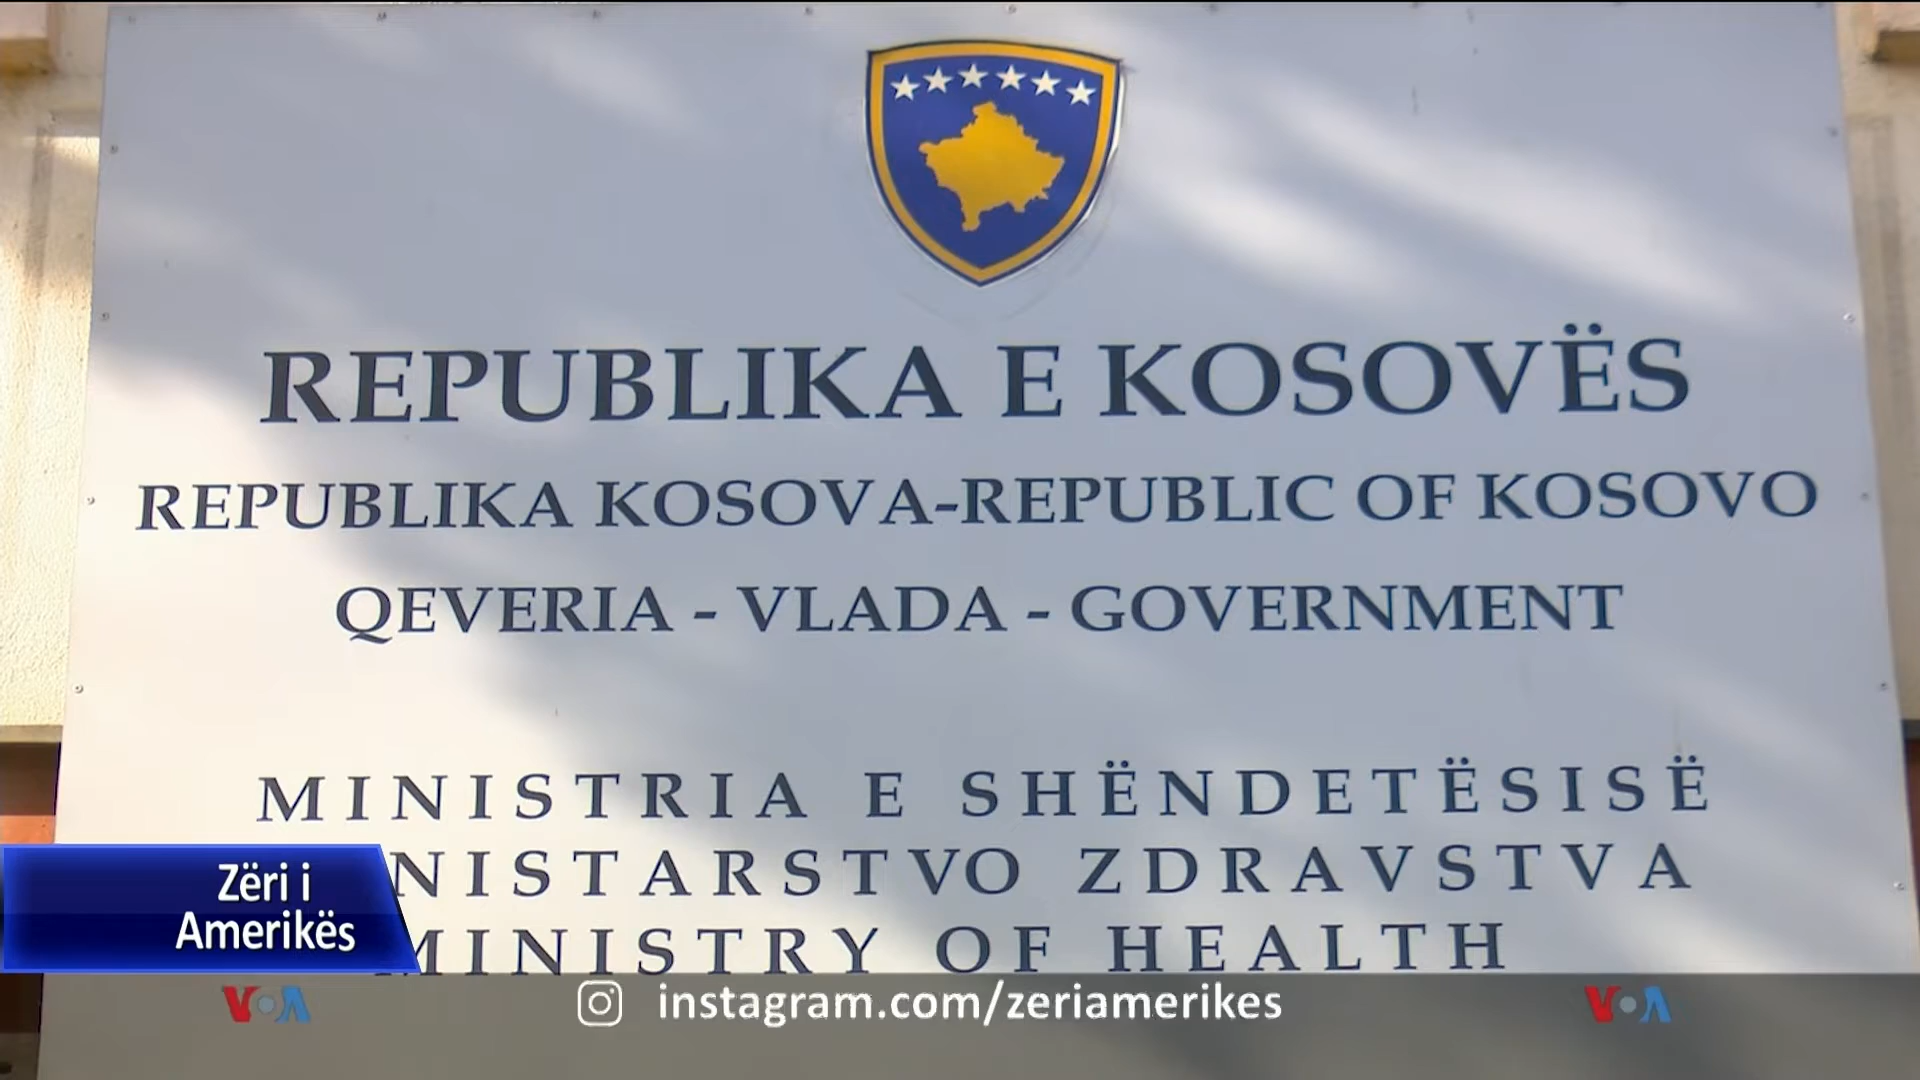 REPUBLIKA E KOSOVËS
REPUBLIKA KOSOVA-REPUBLIC OF KOSOVO
QEVERIA - VLADA - GOVERNMENT
MINISTRIA E SHËNDETËSISË
NISTARSTVO ZDRAVSTVA
MINISTRY OF HEALTH
Zëri i
Amerikës
VOA
instagram.com/zeriamerikes
VOA